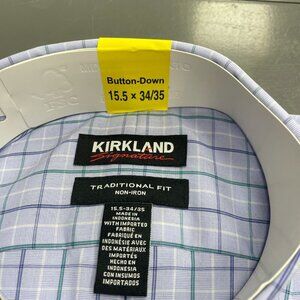 Button-Down
15.5 x 34/35
KIRKLAND
Signature
TRADITIONAL FIT
NON-IRON
15.5-34/35
MADE IN
INDONESIA
WITH IMPORTED
FABRIC
FABRIQUÉ EN
INDONÉSIE AVEC
DES MATÉRIAUX
IMPORTÉS
HECHO EN
INDONESIA
CON INSUMOS
IMPORTADOS